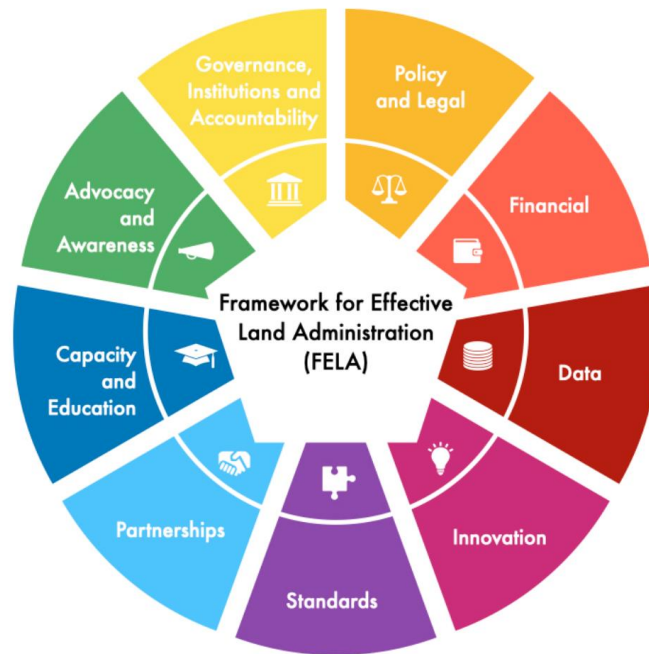 Governance,
Institutions and
Accountability
Policy
and Legal
Financial
Data
Innovation
Standards
Partnerships
Capacity
and
Education
Advocacy
and
Awareness
Framework for Effective
Land Administration
(FELA)